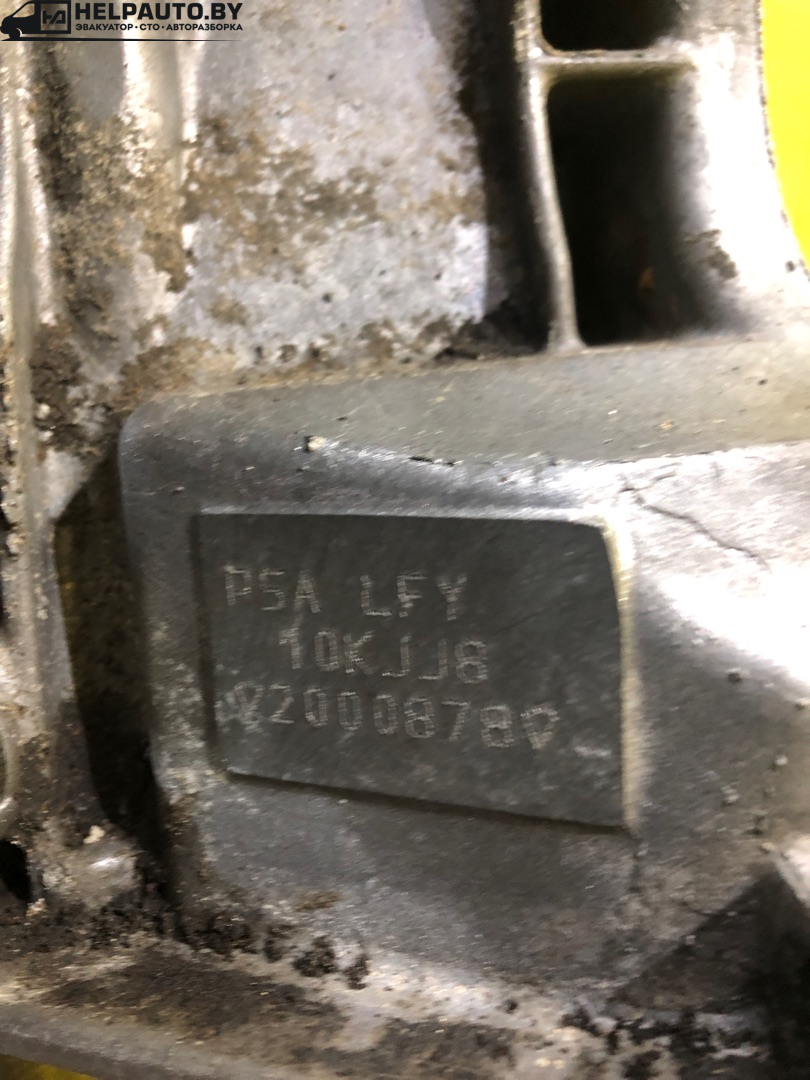 HELPAUTO.BY
ЭВАКУАТОР • СТО • АВТОРАЗБОРКА
PSA LFY
10KJJ8
2000878